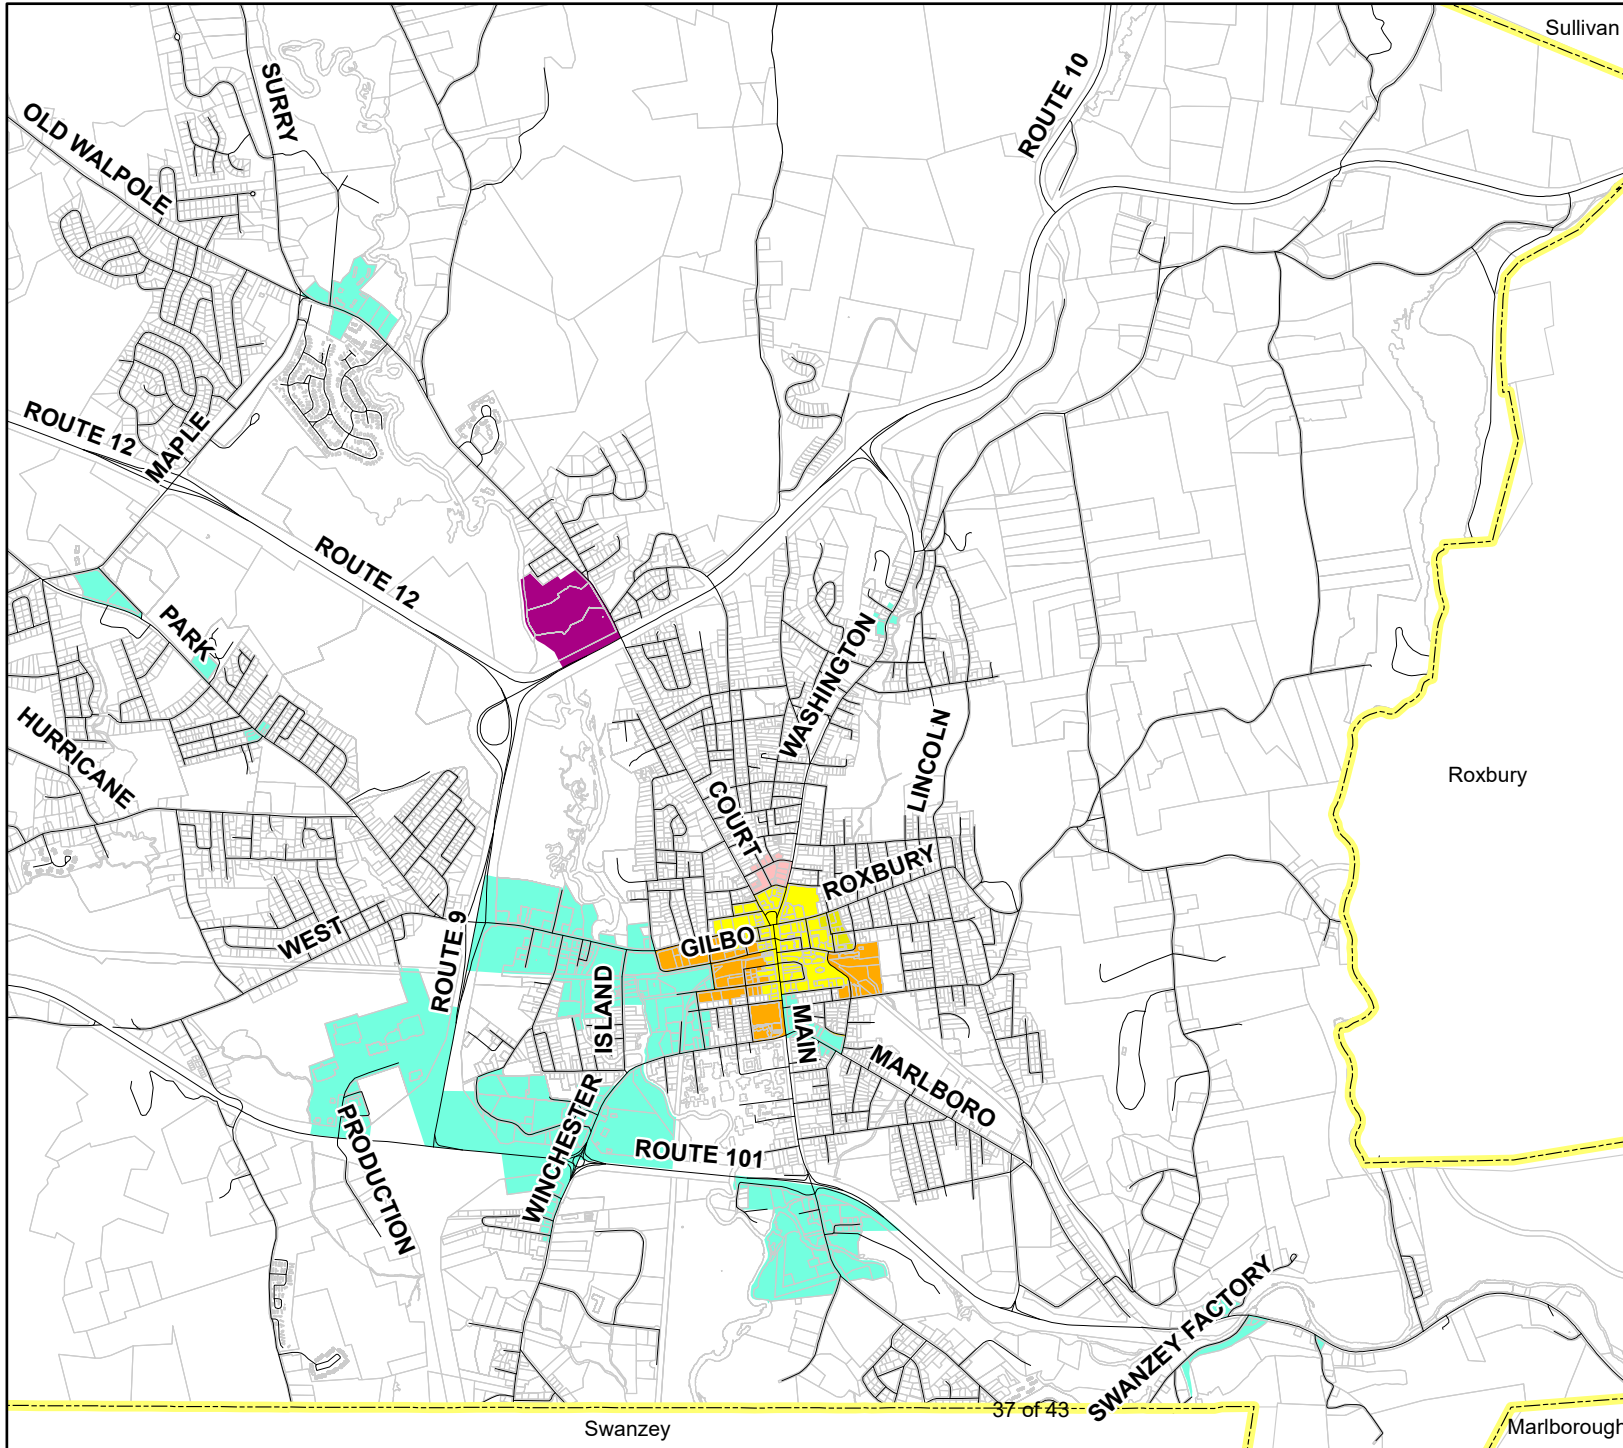 Sullivan
SURRY
ROUTE 10
OLD WALPOLE
ROUTE 12
MAPLE
ROUTE 12
PARK
WASHINGTON
HURRICANE
LINCOLN
Roxbury
COURT
ROXBURY
WEST
GILBO
ROUTE 9
ISLAND
MAIN
MARLBORO
PRODUCTION
WINCHESTER
ROUTE 101
SWANZEY FACTORY
37 of 43
Swanzey
Marlborough